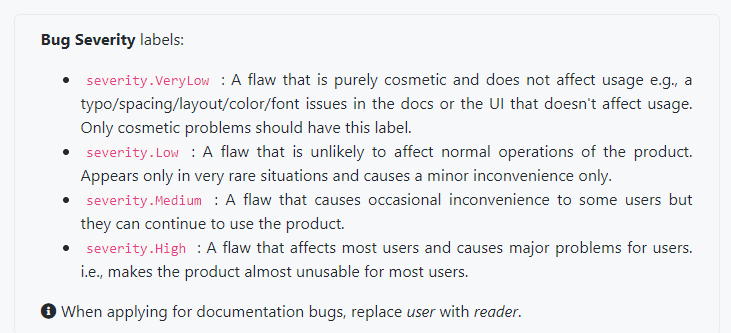 Bug Severity labels:
severity.VeryLow : A flaw that is purely cosmetic and does not affect usage e.g., a
typo/spacing/layout/color/font issues in the docs or the UI that doesn't affect usage.
Only cosmetic problems should have this label.
severity.Low : A flaw that is unlikely to affect normal operations of the product.
Appears only in very rare situations and causes a minor inconvenience only.
severity.Medium : A flaw that causes occasional inconvenience to some users but
they can continue to use the product.
severity.High : A flaw that affects most users and causes major problems for users.
i.e., makes the product almost unusable for most users.
When applying for documentation bugs, replace user with reader.